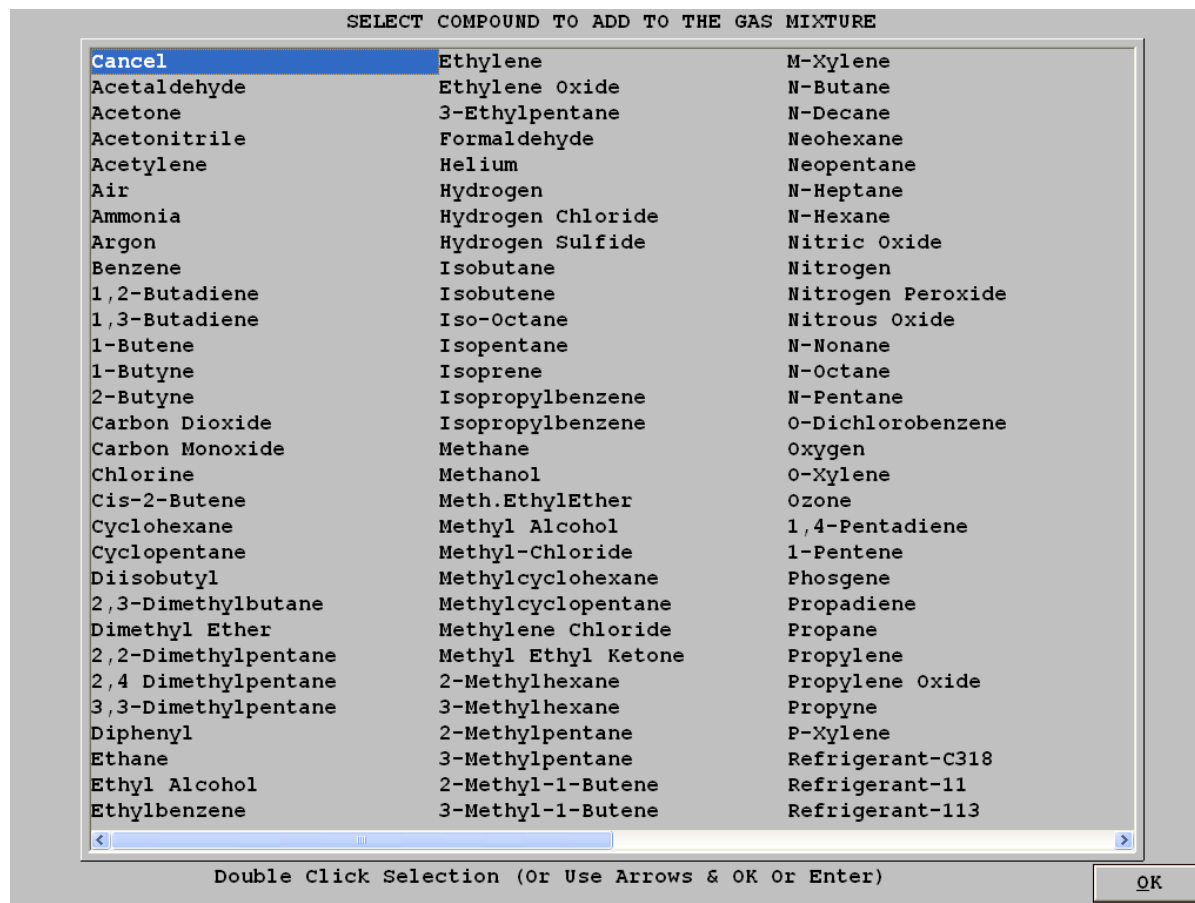 SELECT COMPOUND TO ADD TO THE GAS MIXTURE
Cancel
Acetaldehyde
Acetone
Acetonitrile
Acetylene
Air
Ammonia
Argon
Benzene
1,2-Butadiene
1,3-Butadiene
1-Butene
1-Butyne
2-Butyne
Carbon Dioxide
Carbon Monoxide
Chlorine
Cis-2-Butene
Cyclohexane
Cyclopentane
Diisobutyl
2,3-Dimethylbutane
Dimethyl Ether
2,2-Dimethylpentane
2,4 Dimethylpentane
3,3-Dimethylpentane
Diphenyl
Ethane
Ethyl Alcohol
Ethylbenzene
Ethylene
Ethylene Oxide
3-Ethylpentane
Formaldehyde
Helium
Hydrogen
Hydrogen Chloride
Hydrogen Sulfide
Isobutane
Isobutene
Iso-Octane
Isopentane
Isoprene
Isopropylbenzene
Isopropylbenzene
Methane
Methanol
Meth.EthylEther
Methyl Alcohol
Methyl-Chloride
Methylcyclohexane
Methylcyclopentane
Methylene Chloride
Methyl Ethyl Ketone
2-Methylhexane
3-Methylhexane
2-Methylpentane
3-Methylpentane
2-Methyl-1-Butene
3-Methyl-1-Butene
M-Xylene
N-Butane
N-Decane
Neohexane
Neopentane
N-Heptane
N-Hexane
Nitric Oxide
Nitrogen
Nitrogen Peroxide
Nitrous Oxide
N-Nonane
N-Octane
N-Pentane
O-Dichlorobenzene
Oxygen
O-Xylene
Ozone
1,4-Pentadiene
1-Pentene
Phosgene
Propadiene
Propane
Propylene
Propylene Oxide
Propyne
P-Xylene
Refrigerant-C318
Refrigerant-11
Refrigerant-113
Double Click Selection (Or Use Arrows & OK Or Enter)
OK